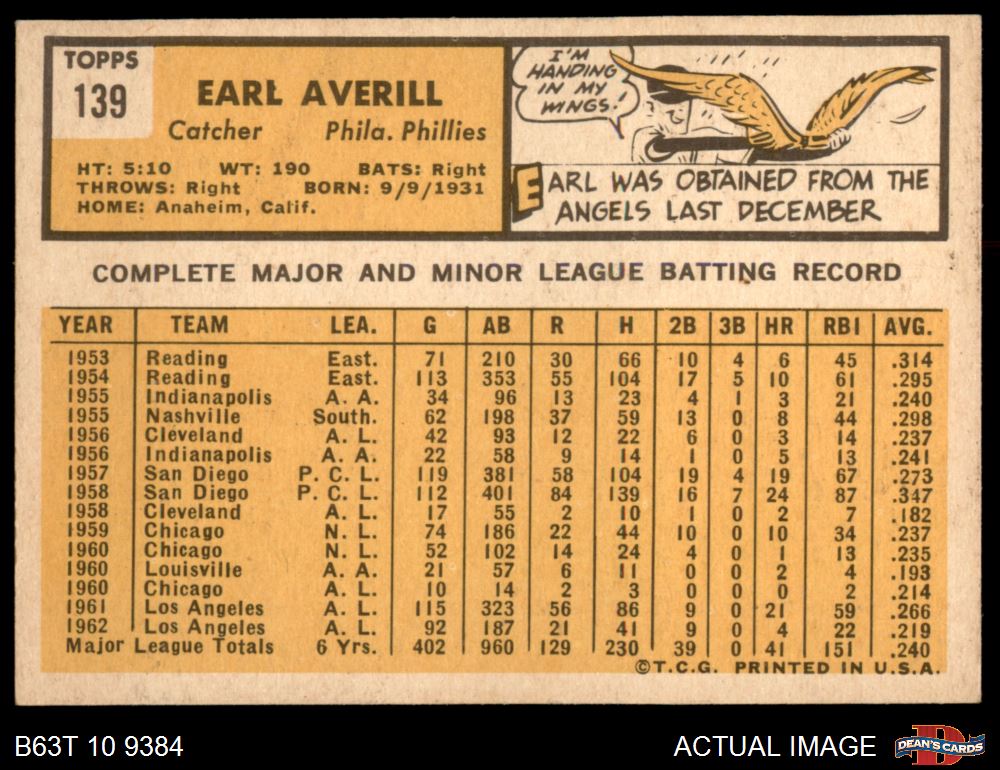 TOPPS
139
EARL AVERILL
Catcher Phila. Phillies
HT: 5:10 WT: 190 BATS: Right
THROWS: Right BORN: 9/9/1931
HOME: Anaheim, Calif.
I'M
HANDING
IN MY
WINGS!
EARL WAS OBTAINED FROM THE
ANGELS LAST DECEMBER
COMPLETE MAJOR AND MINOR LEAGUE BATTING RECORD
YEAR TEAM LEA. G AB R H 2B 3B HR RBI AVG.
1953 Reading East. 71 210 30 66 10 4 6 45 .314
1954 Reading East. 113 353 55 104 17 5 10 61 .295
1955 Indianapolis A. A. 34 96 13 23 4 1 3 21 .240
1955 Nashville South. 62 198 37 59 13 0 8 44 .298
1956 Cleveland A. L. 42 93 12 22 6 0 3 14 .237
1956 Indianapolis A. A. 22 58 9 14 1 0 5 13 .241
1957 San Diego P. C. L. 119 381 58 104 19 4 19 67 .273
1958 San Diego P. C. L. 112 401 84 139 16 7 24 87 .347
1958 Cleveland A. L. 17 55 2 10 1 0 2 7 .182
1959 Chicago N. L. 74 186 22 44 10 0 10 34 .237
1960 Chicago N. L. 52 102 14 24 4 0 1 13 .235
1960 Louisville A. A. 21 57 6 11 0 0 2 4 .193
1960 Chicago A. L. 10 14 2 3 0 0 0 2 .214
1961 Los Angeles A. L. 115 323 56 86 9 0 21 59 .266
1962 Los Angeles A. L. 92 187 21 41 9 0 4 22 .219
Major League Totals 6 Yrs. 402 960 129 230 39 0 41 151 .240
©T.C.G. PRINTED IN U.S.A.
B63T 10 9384 ACTUAL IMAGE DEAN'S CARDS